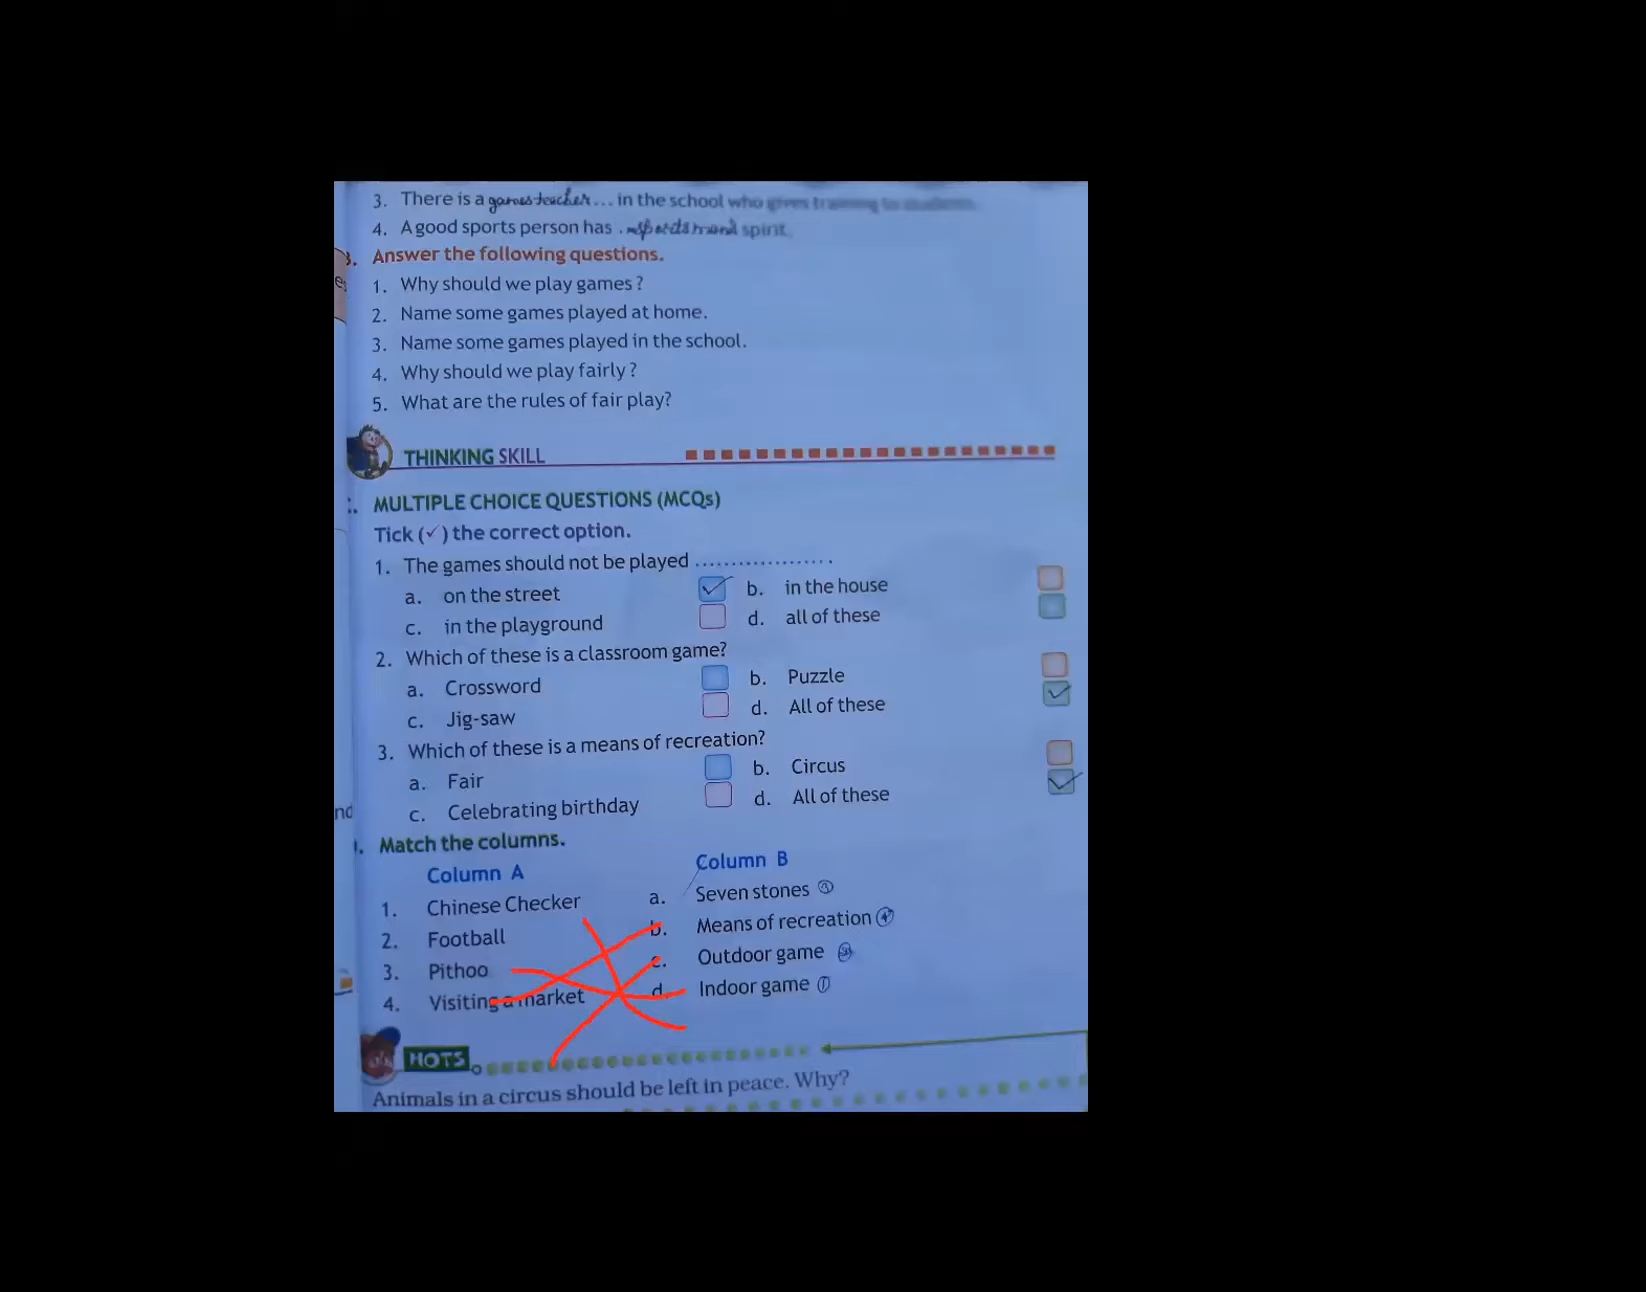 3. There is a games teacher... in the school who gives training to students.
4. A good sports person has . spirit.
Answer the following questions.
1. Why should we play games ?
2. Name some games played at home.
3. Name some games played in the school.
4. Why should we play fairly ?
5. What are the rules of fair play?
THINKING SKILL
MULTIPLE CHOICE QUESTIONS (MCQs)
Tick (✓) the correct option.
1. The games should not be played ...................
a. on the street ✓ b. in the house
c. in the playground d. all of these
2. Which of these is a classroom game?
a. Crossword b. Puzzle
c. Jig-saw d. All of these ✓
3. Which of these is a means of recreation?
a. Fair b. Circus
c. Celebrating birthday d. All of these ✓
Match the columns.
Column A Column B
1. Chinese Checker a. Seven stones
2. Football b. Means of recreation ④
3. Pithoo c. Outdoor game
4. Visiting a market d. Indoor game ①
HOTS
Animals in a circus should be left in peace. Why?